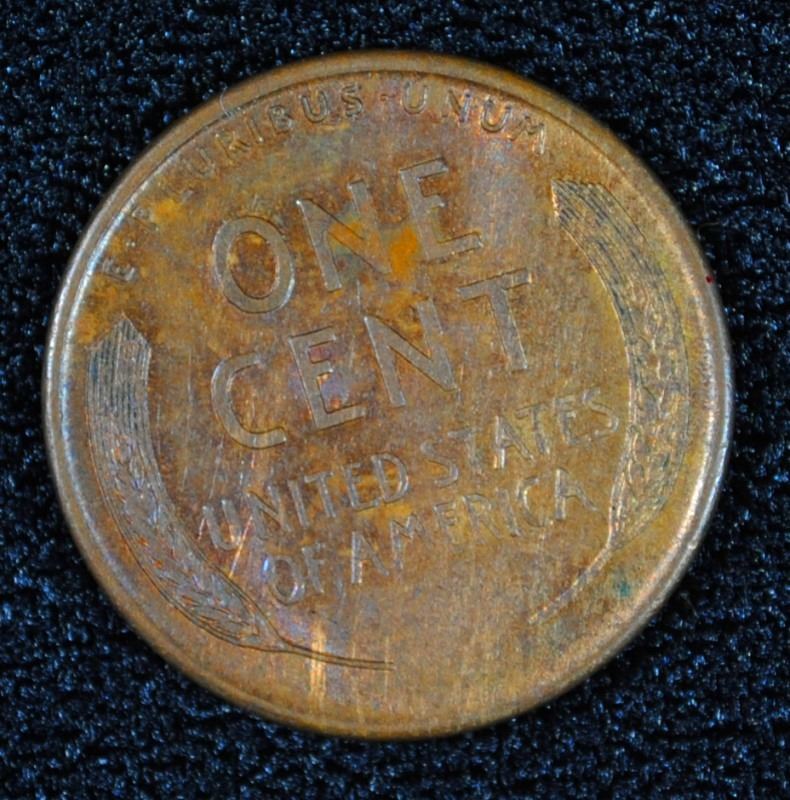 E·PLURIBUS·UNUM
ONE
CENT
UNITED STATES
OF AMERICA